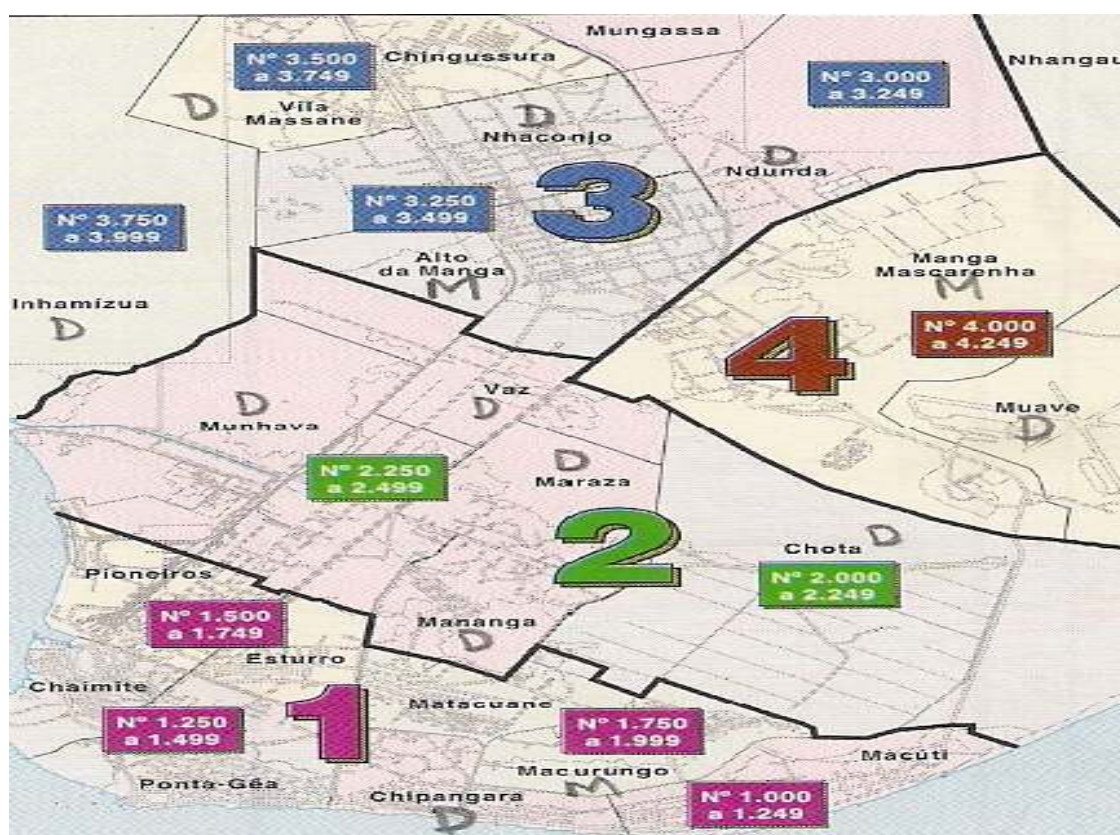 Mungassa
Nº 3.500
a 3.749
Chingussura
Nhangau
Nº 3.000
a 3.249
D
Vila
Massane
D
Nhaconjo
D
Ndunda
3
Nº 3.250
a 3.499
Nº 3.750
a 3.999
Alto
da Manga
M
Manga
Mascarenha
M
Inhamízua
D
Nº 4.000
a 4.249
4
Vaz
D
D
Munhava
Muave
D
D
Maraza
Nº 2.250
a 2.499
2
Chota
D
Nº 2.000
a 2.249
Pioneiros
Nº 1.500
a 1.749
Mananga
D
Esturro
Chaimite
1
Matacuane
Nº 1.250
a 1.499
Nº 1.750
a 1.999
Macúti
Macurungo
M
Ponta-Gêa
Chipangara
D
Nº 1.000
a 1.249